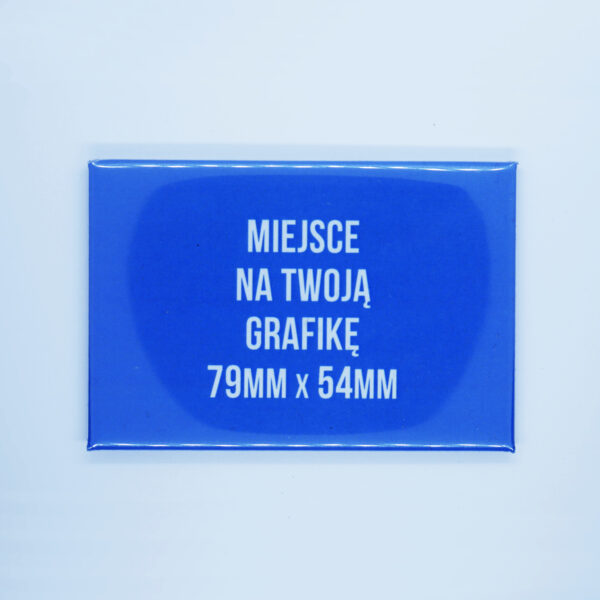 MIEJSCE
NA TWOJĄ
GRAFIKĘ
79MM X 54MM